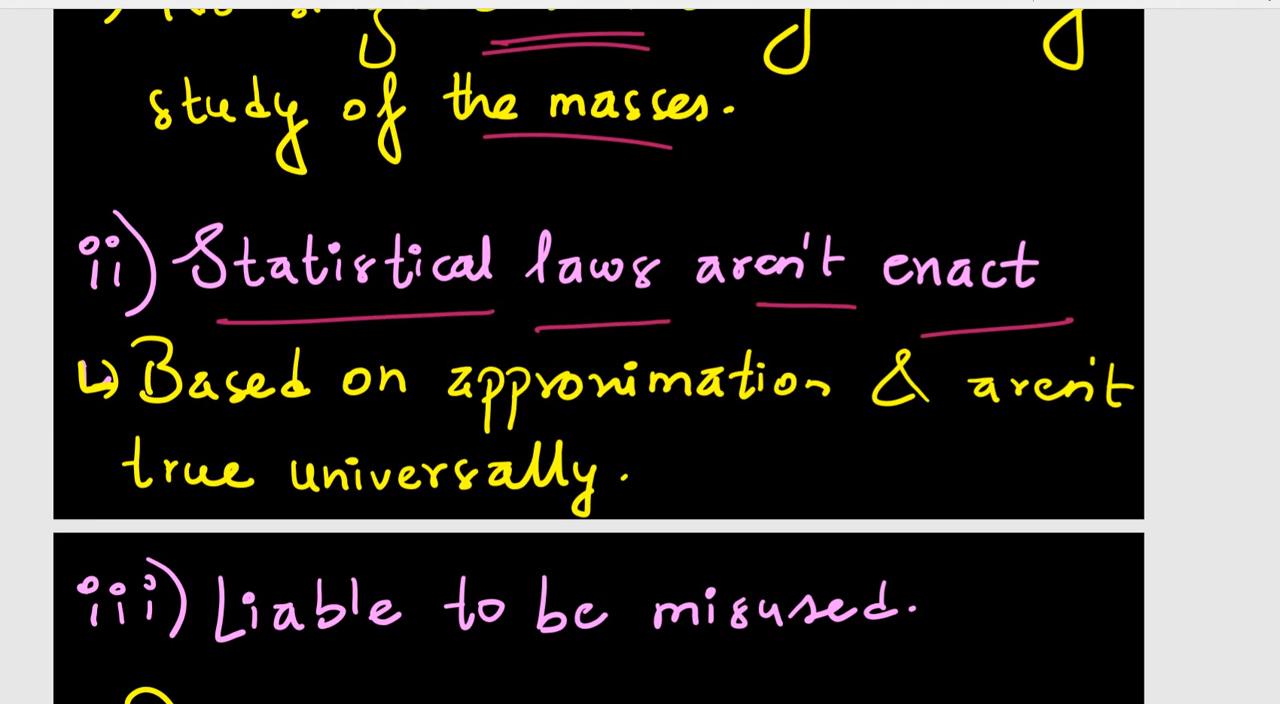 study of the masses.
ii) Statistical laws aren't exact
↳ Based on approximation & aren't
true universally.
iii) Liable to be misused.